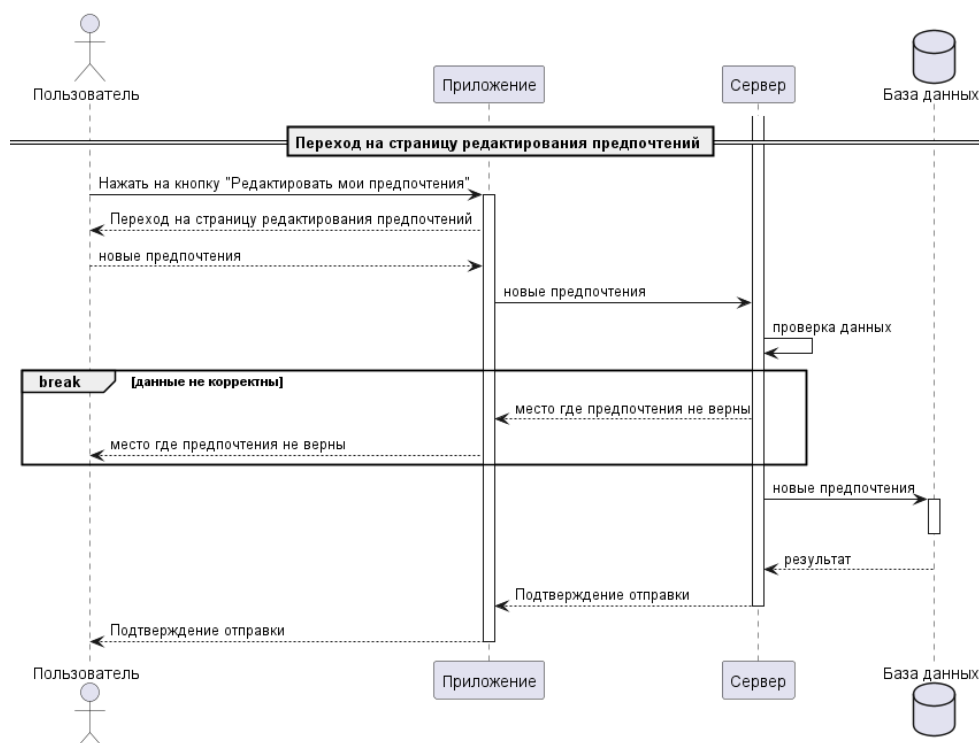 Пользователь
Приложение
Сервер
База данных
Переход на страницу редактирования предпочтений
Нажать на кнопку "Редактировать мои предпочтения"
Переход на страницу редактирования предпочтений
новые предпочтения
новые предпочтения
проверка данных
break
[данные не корректны]
место где предпочтения не верны
место где предпочтения не верны
новые предпочтения
результат
Подтверждение отправки
Подтверждение отправки
Пользователь
Приложение
Сервер
База данных